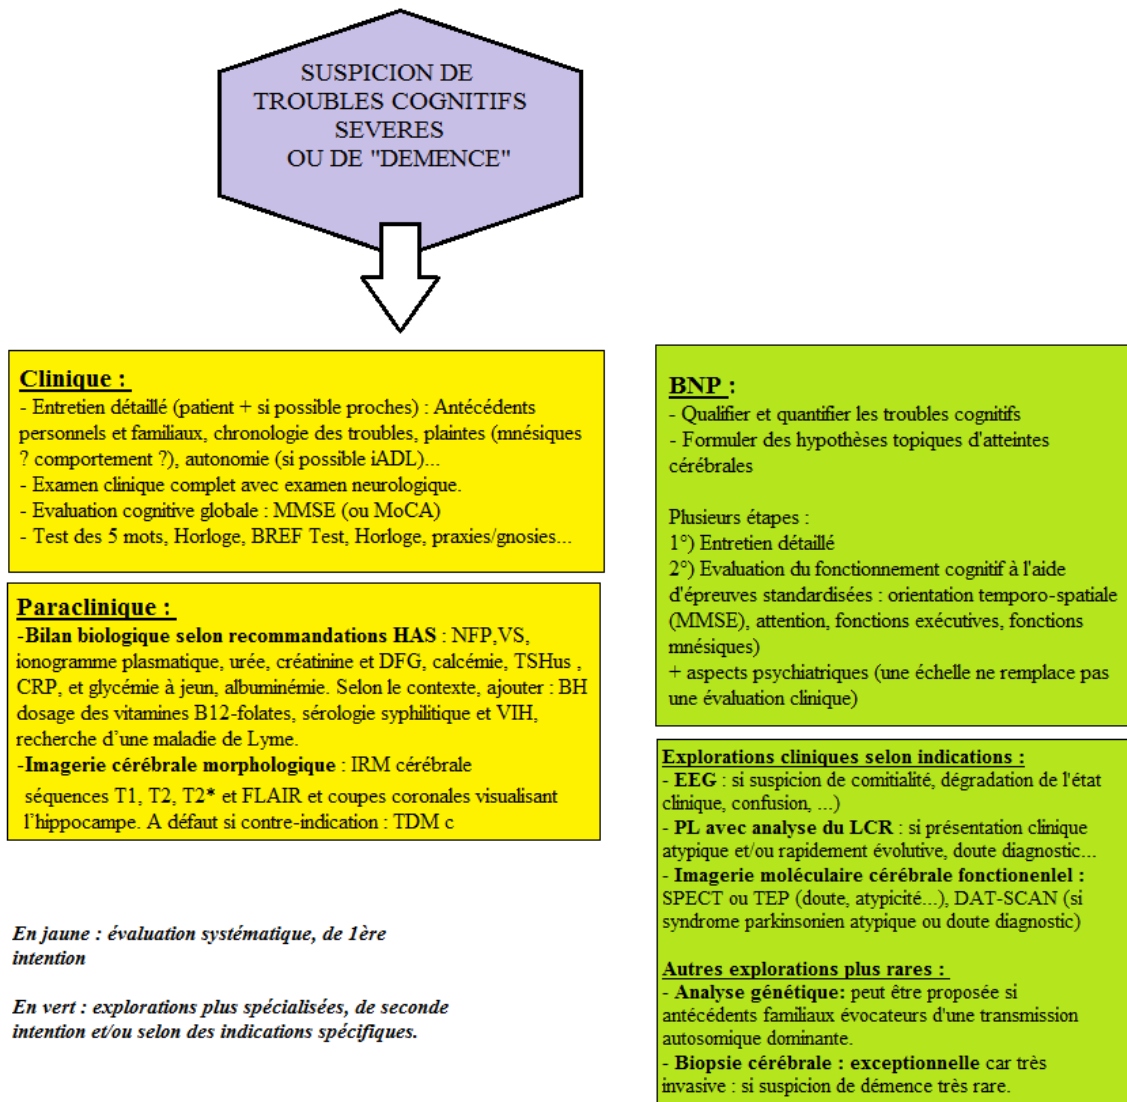 SUSPICION DE
TROUBLES COGNITIFS
SEVERES
OU DE "DEMENCE"
Clinique :
- Entretien détaillé (patient + si possible proches) : Antécédents
personnels et familiaux, chronologie des troubles, plaintes (mnésiques
? comportement ?), autonomie (si possible iADL)...
- Examen clinique complet avec examen neurologique.
- Evaluation cognitive globale : MMSE (ou MoCA)
- Test des 5 mots, Horloge, BREF Test, Horloge, praxies/gnosies...
Paraclinique :
-Bilan biologique selon recommandations HAS : NFP,VS,
ionogramme plasmatique, urée, créatinine et DFG, calcémie, TSHus ,
CRP, et glycémie à jeun, albuminémie. Selon le contexte, ajouter : BH
dosage des vitamines B12-folates, sérologie syphilitique et VIH,
recherche d'une maladie de Lyme.
-Imagerie cérébrale morphologique : IRM cérébrale
séquences T1, T2, T2* et FLAIR et coupes coronales visualisant
l'hippocampe. A défaut si contre-indication : TDM c
En jaune : évaluation systématique, de 1ère
intention
En vert : explorations plus spécialisées, de seconde
intention et/ou selon des indications spécifiques.
BNP :
- Qualifier et quantifier les troubles cognitifs
- Formuler des hypothèses topiques d'atteintes
cérébrales
Plusieurs étapes :
1°) Entretien détaillé
2°) Evaluation du fonctionnement cognitif à l'aide
d'épreuves standardisées : orientation temporo-spatiale
(MMSE), attention, fonctions exécutives, fonctions
mnésiques)
+ aspects psychiatriques (une échelle ne remplace pas
une évaluation clinique)
Explorations cliniques selon indications :
- EEG : si suspicion de comitialité, dégradation de l'état
clinique, confusion, ...)
- PL avec analyse du LCR : si présentation clinique
atypique et/ou rapidement évolutive, doute diagnostic...
- Imagerie moléculaire cérébrale fonctionenlel :
SPECT ou TEP (doute, atypicité...), DAT-SCAN (si
syndrome parkinsonien atypique ou doute diagnostic)
Autres explorations plus rares :
- Analyse génétique: peut être proposée si
antécédents familiaux évocateurs d'une transmission
autosomique dominante.
- Biopsie cérébrale : exceptionnelle car très
invasive : si suspicion de démence très rare.